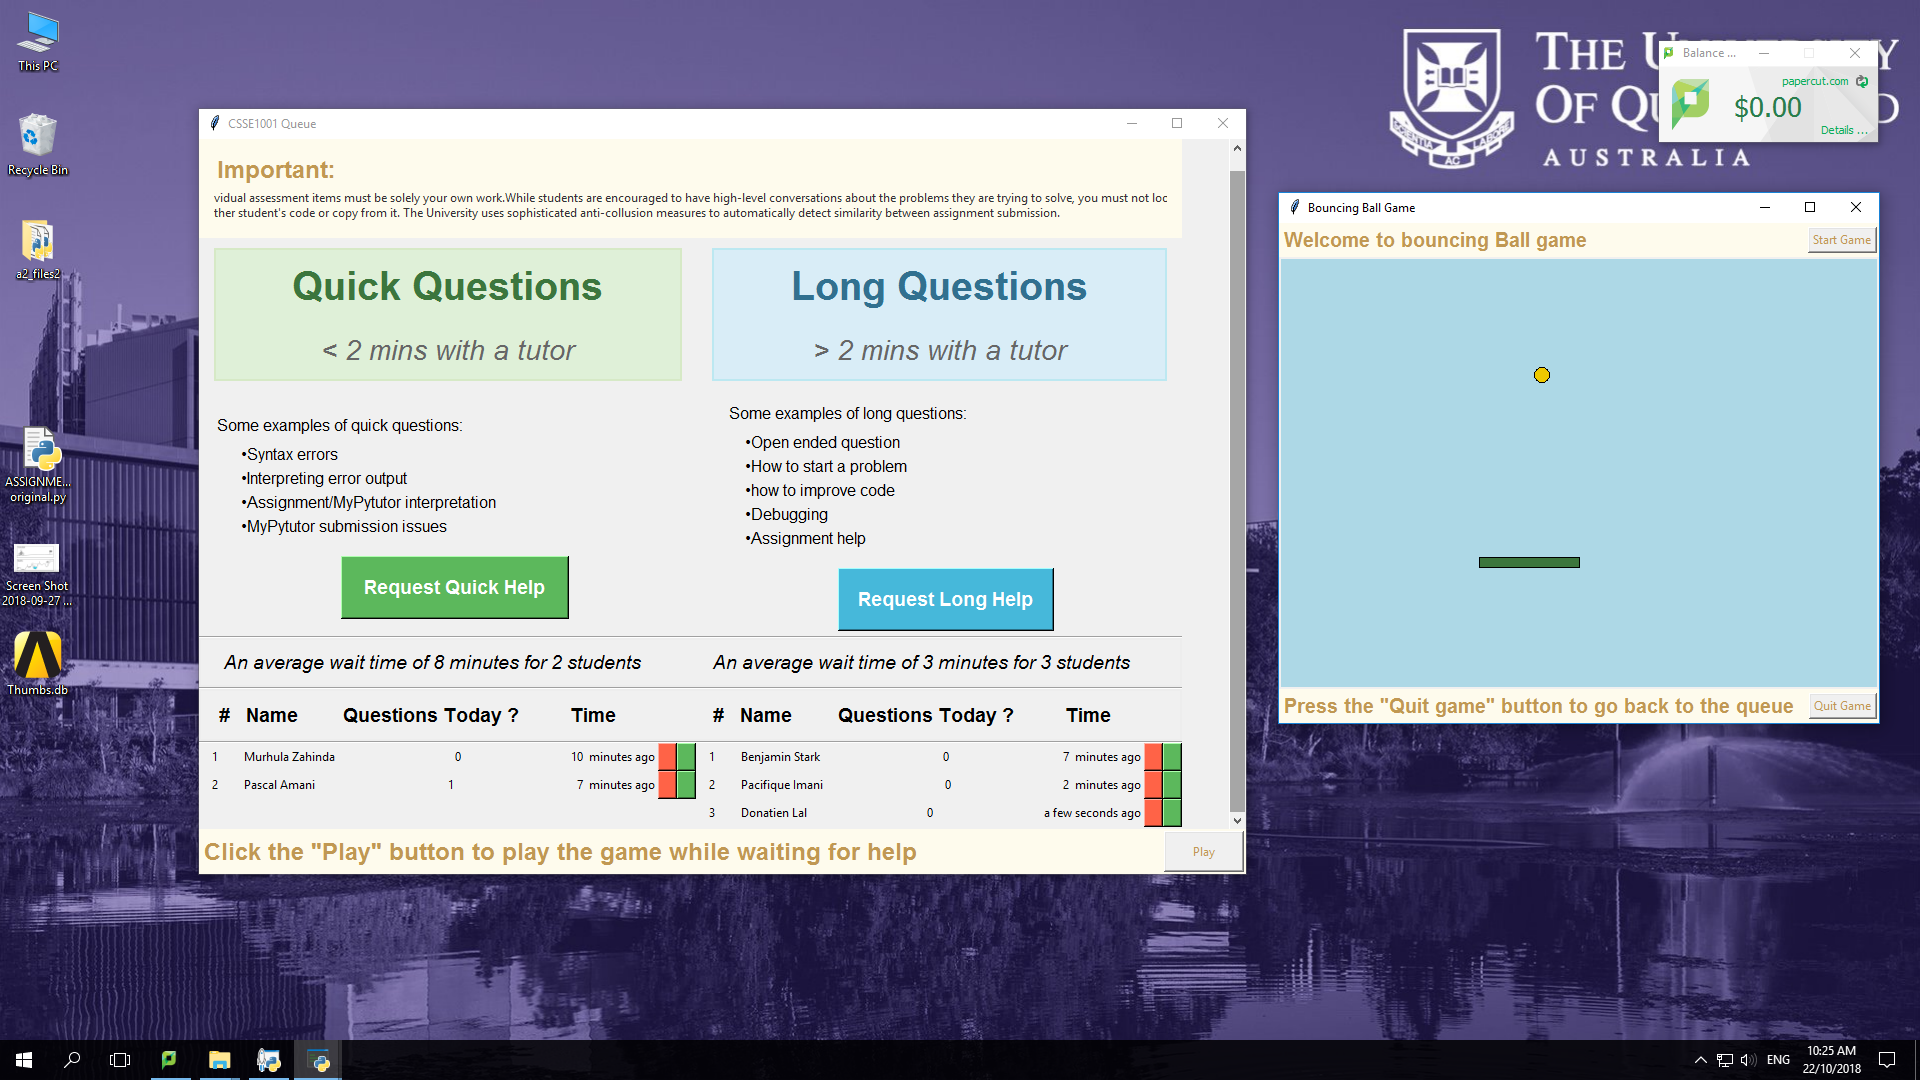 This PC
Recycle Bin
a2_files2
ASSIGNME...
original.py
Screen Shot
2018-09-27 ...
Thumbs.db
CSSE1001 Queue
Important:
vidual assessment items must be solely your own work.While students are encouraged to have high-level conversations about the problems they are trying to solve, you must not loc
ther student's code or copy from it. The University uses sophisticated anti-collusion measures to automatically detect similarity between assignment submission.
Quick Questions
< 2 mins with a tutor
Long Questions
> 2 mins with a tutor
Some examples of quick questions:
•Syntax errors
•Interpreting error output
•Assignment/MyPytutor interpretation
•MyPytutor submission issues
Request Quick Help
Some examples of long questions:
•Open ended question
•How to start a problem
•how to improve code
•Debugging
•Assignment help
Request Long Help
An average wait time of 8 minutes for 2 students
An average wait time of 3 minutes for 3 students
# Name Questions Today ? Time
1 Murhula Zahinda 0 10 minutes ago
2 Pascal Amani 1 7 minutes ago
# Name Questions Today ? Time
1 Benjamin Stark 0 7 minutes ago
2 Pacifique Imani 0 2 minutes ago
3 Donatien Lal 0 a few seconds ago
Click the "Play" button to play the game while waiting for help
Play
THE
OF
AUSTRALIA
SCIENTIA AC LABORE
Balance ...
papercut.com
$0.00
Details ...
Bouncing Ball Game
Welcome to bouncing Ball game
Start Game
Press the "Quit game" button to go back to the queue
Quit Game
ENG
10:25 AM
22/10/2018